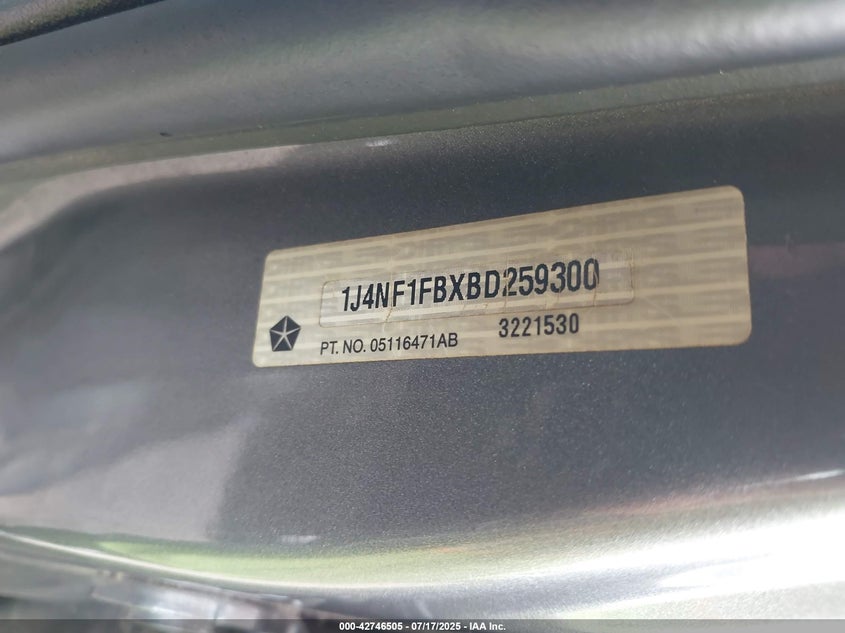 1J4NF1FBXBD259300
PT. NO. 05116471AB 3221530
000-42746505 - 07/17/2025 - IAA Inc.